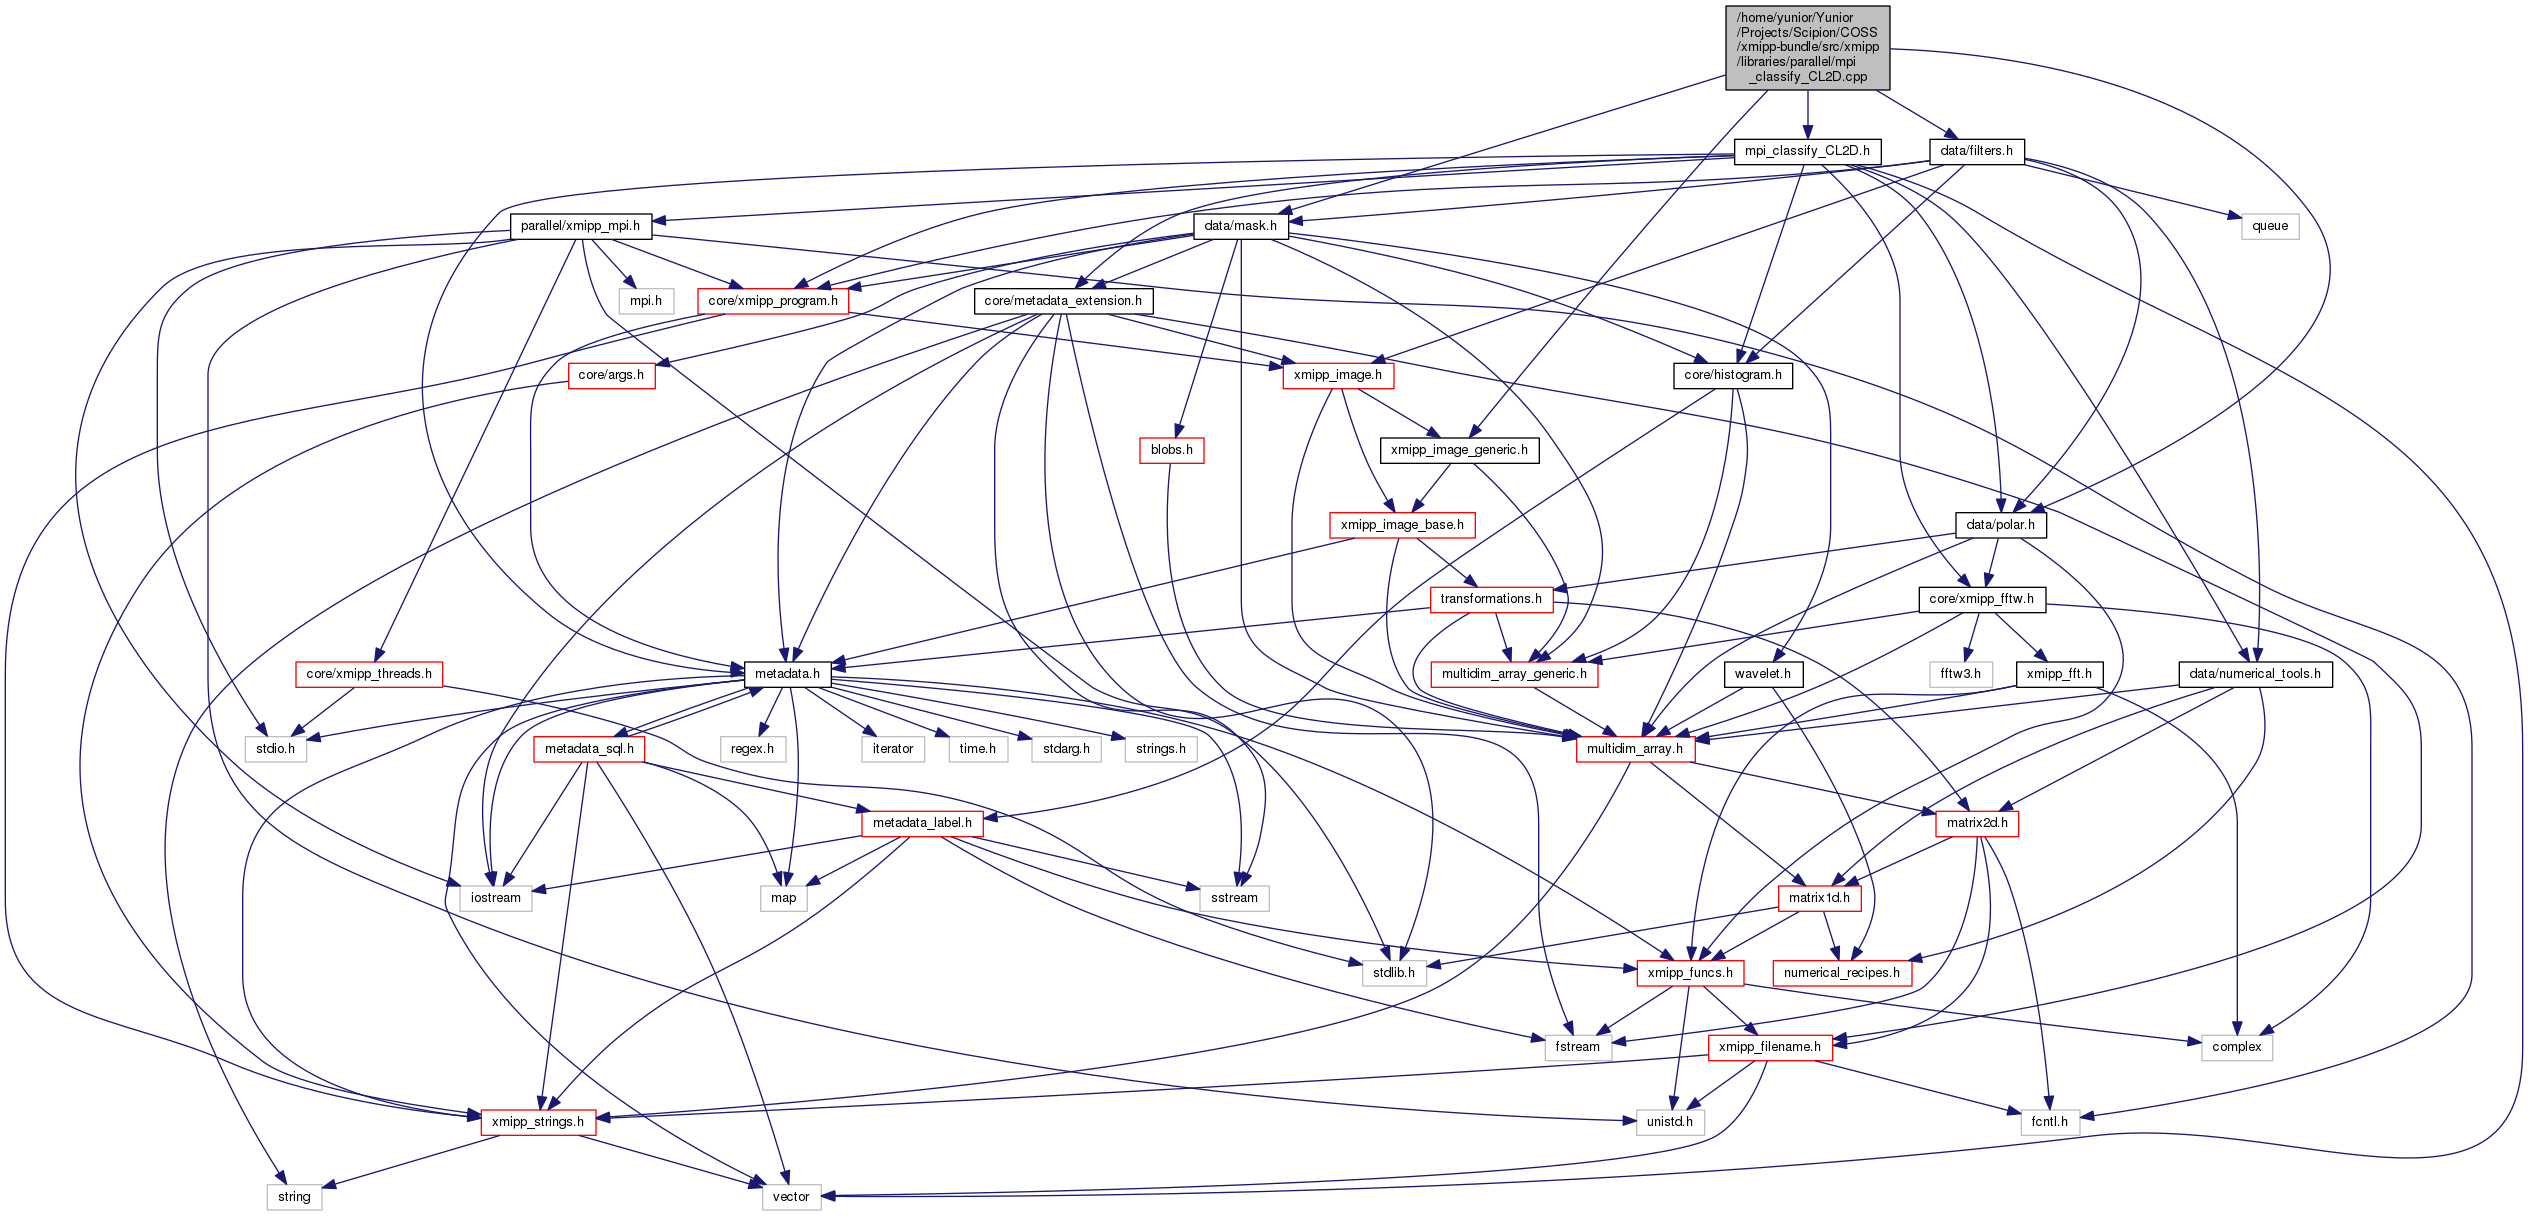 /home/yunior/Yunior
/Projects/Scipion/COSS
/xmipp-bundle/src/xmipp
/libraries/parallel/mpi
_classify_CL2D.cpp
mpi_classify_CL2D.h
data/filters.h
parallel/xmipp_mpi.h
data/mask.h
queue
mpi.h
core/xmipp_program.h
core/metadata_extension.h
core/args.h
xmipp_image.h
core/histogram.h
blobs.h
xmipp_image_generic.h
xmipp_image_base.h
data/polar.h
transformations.h
core/xmipp_fftw.h
core/xmipp_threads.h
metadata.h
multidim_array_generic.h
wavelet.h
fftw3.h
xmipp_fft.h
data/numerical_tools.h
stdio.h
metadata_sql.h
regex.h
iterator
time.h
stdarg.h
strings.h
multidim_array.h
metadata_label.h
matrix2d.h
iostream
map
sstream
matrix1d.h
stdlib.h
xmipp_funcs.h
numerical_recipes.h
fstream
xmipp_filename.h
complex
xmipp_strings.h
unistd.h
fcntl.h
string
vector